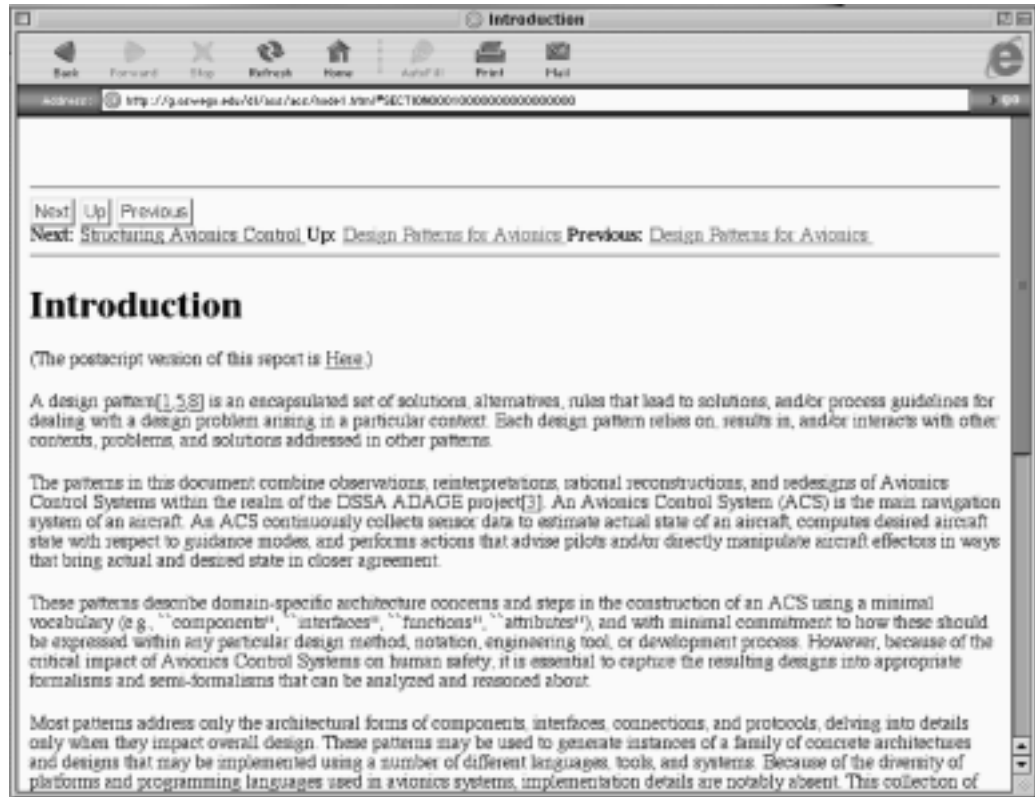 Introduction
Back Forward Stop Refresh Home AutoFill Print Mail
Address:
Next Up Previous
Next: Structuring Avionics Control Up: Design Patterns for Avionics Previous: Design Patterns for Avionics
Introduction
(The postscript version of this report is Here.)
A design pattern[1,5,8] is an encapsulated set of solutions, alternatives, rules that lead to solutions, and/or process guidelines for
dealing with a design problem arising in a particular context. Each design pattern relies on, results in, and/or interacts with other
contexts, problems, and solutions addressed in other patterns.
The patterns in this document combine observations, reinterpretations, rational reconstructions, and redesigns of Avionics
Control Systems within the realm of the DSSA ADAGE project[3]. An Avionics Control System (ACS) is the main navigation
system of an aircraft. An ACS continuously collects sensor data to estimate actual state of an aircraft, computes desired aircraft
state with respect to guidance modes, and performs actions that advise pilots and/or directly manipulate aircraft effectors in ways
that bring actual and desired state in closer agreement.
These patterns describe domain-specific architecture concerns and steps in the construction of an ACS using a minimal
vocabulary (e.g., ``components'', ``interfaces'', ``functions'', ``attributes''), and with minimal commitment to how these should
be expressed within any particular design method, notation, engineering tool, or development process. However, because of the
critical impact of Avionics Control Systems on human safety, it is essential to capture the resulting designs into appropriate
formalisms and semi-formalisms that can be analyzed and reasoned about.
Most patterns address only the architectural forms of components, interfaces, connections, and protocols, delving into details
only when they impact overall design. These patterns may be used to generate instances of a family of concrete architectures
and designs that may be implemented using a number of different languages, tools, and systems. Because of the diversity of
platforms and programming languages used in avionics systems, implementation details are notably absent. This collection of